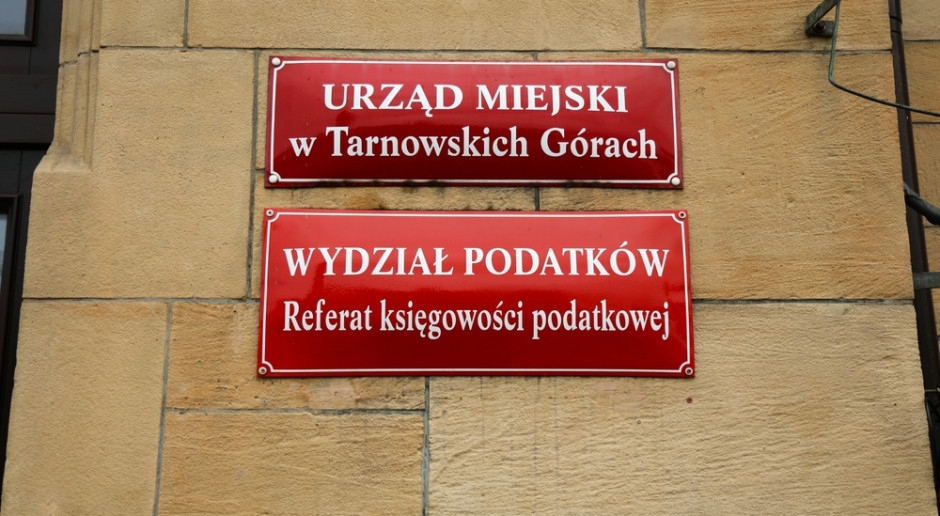 URZĄD MIEJSKI
w Tarnowskich Górach
WYDZIAŁ PODATKÓW
Referat księgowości podatkowej